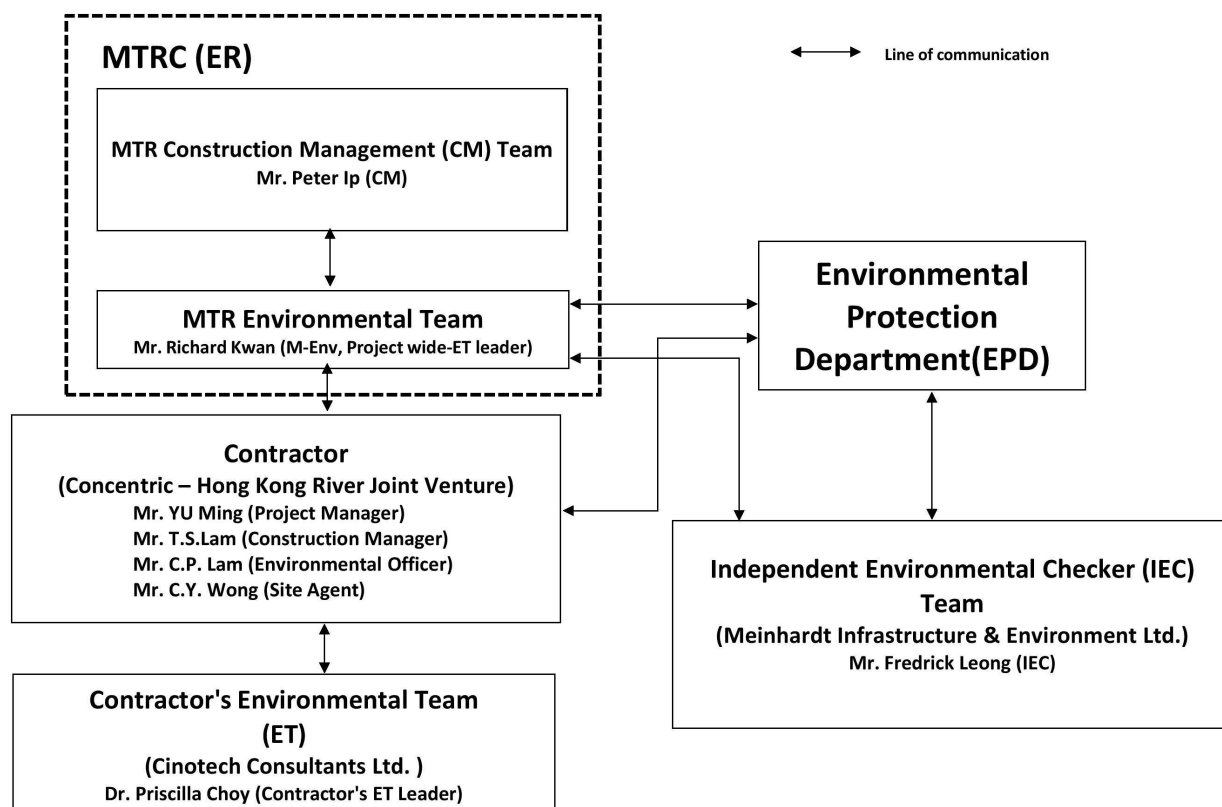 MTRC (ER)
Line of communication
MTR Construction Management (CM) Team
Mr. Peter Ip (CM)
MTR Environmental Team
Mr. Richard Kwan (M-Env, Project wide-ET leader)
Environmental
Protection
Department(EPD)
Contractor
(Concentric – Hong Kong River Joint Venture)
Mr. YU Ming (Project Manager)
Mr. T.S.Lam (Construction Manager)
Mr. C.P. Lam (Environmental Officer)
Mr. C.Y. Wong (Site Agent)
Independent Environmental Checker (IEC)
Team
(Meinhardt Infrastructure & Environment Ltd.)
Mr. Fredrick Leong (IEC)
Contractor's Environmental Team
(ET)
(Cinotech Consultants Ltd. )
Dr. Priscilla Choy (Contractor's ET Leader)